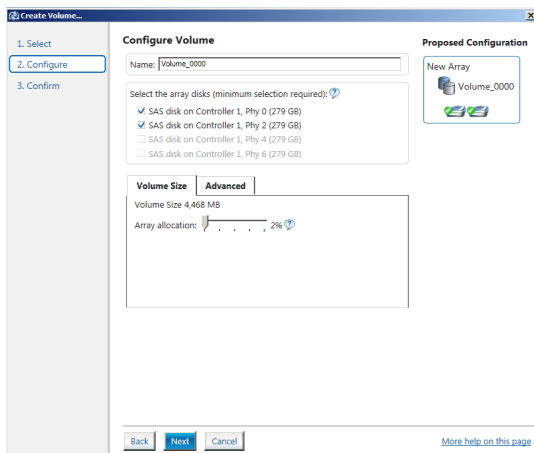 Create Volume...
1. Select
2. Configure
3. Confirm
Configure Volume
Name: Volume_0000
Select the array disks (minimum selection required):
SAS disk on Controller 1, Phy 0 (279 GB)
SAS disk on Controller 1, Phy 2 (279 GB)
SAS disk on Controller 1, Phy 4 (279 GB)
SAS disk on Controller 1, Phy 6 (279 GB)
Volume Size Advanced
Volume Size 4,468 MB
Array allocation: 2%
Proposed Configuration
New Array
Volume_0000
Back Next Cancel
More help on this page